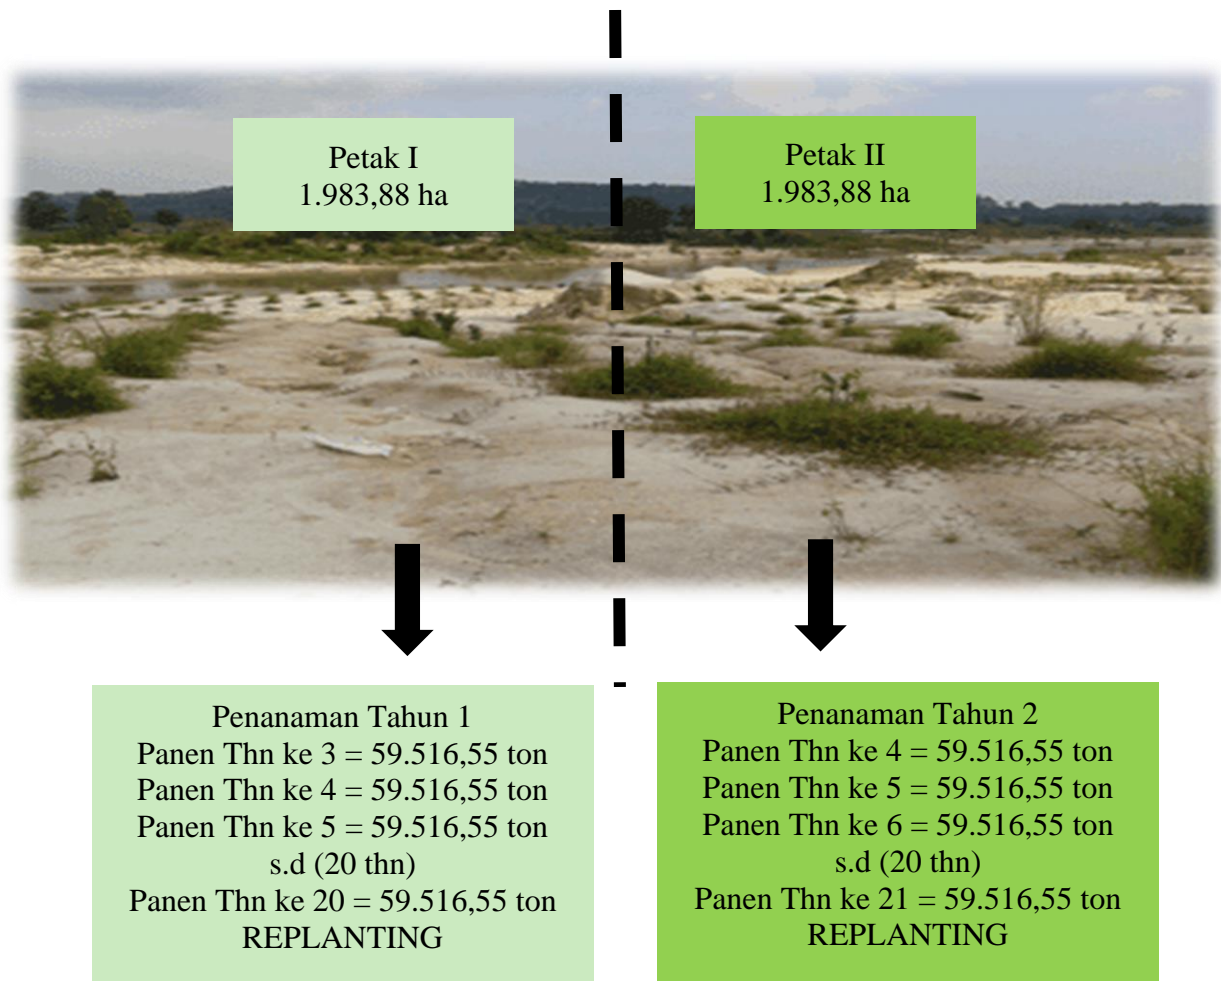 Petak I
1.983,88 ha
Petak II
1.983,88 ha
Penanaman Tahun 1
Panen Thn ke 3 = 59.516,55 ton
Panen Thn ke 4 = 59.516,55 ton
Panen Thn ke 5 = 59.516,55 ton
s.d (20 thn)
Panen Thn ke 20 = 59.516,55 ton
REPLANTING
Penanaman Tahun 2
Panen Thn ke 4 = 59.516,55 ton
Panen Thn ke 5 = 59.516,55 ton
Panen Thn ke 6 = 59.516,55 ton
s.d (20 thn)
Panen Thn ke 21 = 59.516,55 ton
REPLANTING